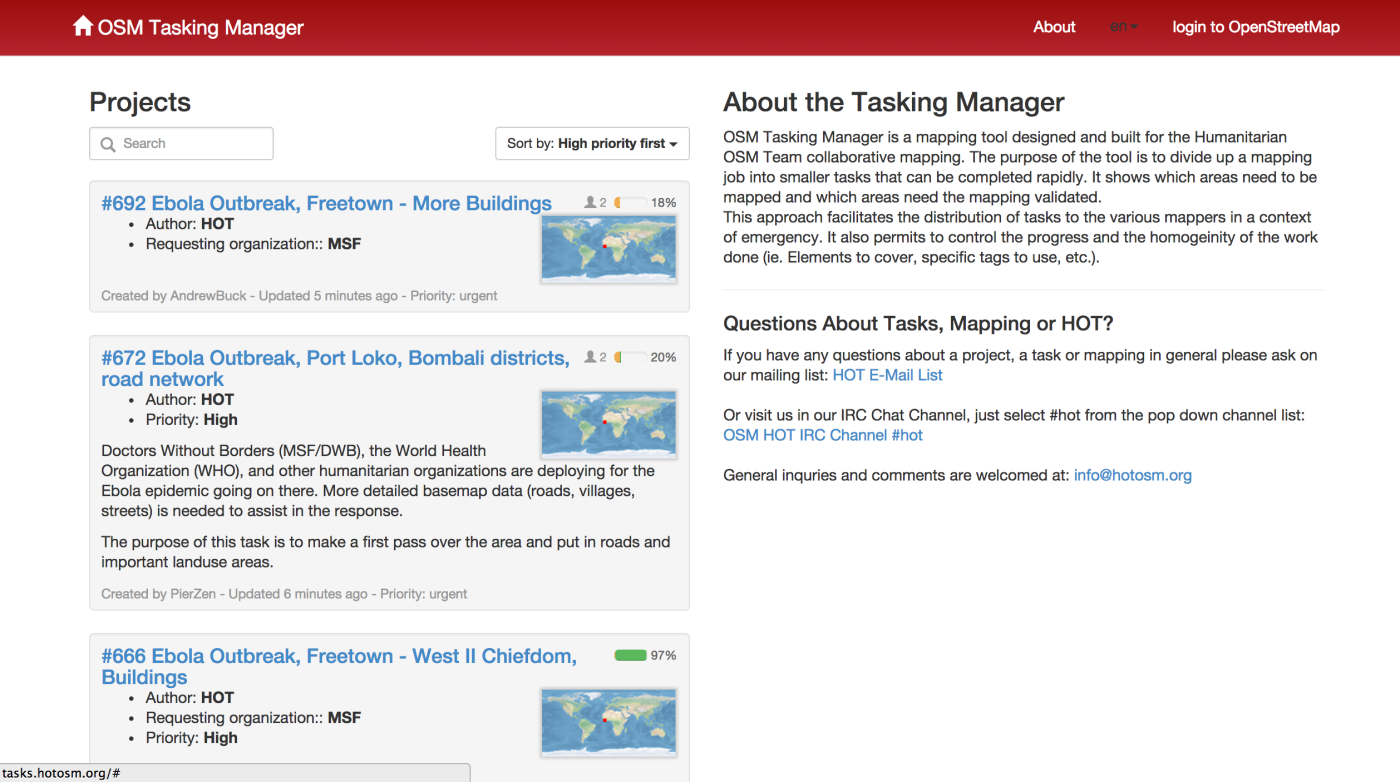 OSM Tasking Manager
About
en
login to OpenStreetMap
Projects
Search
Sort by: High priority first
#692 Ebola Outbreak, Freetown - More Buildings
2
18%
Author: HOT
Requesting organization:: MSF
Created by AndrewBuck - Updated 5 minutes ago - Priority: urgent
#672 Ebola Outbreak, Port Loko, Bombali districts,
road network
2
20%
Author: HOT
Priority: High
Doctors Without Borders (MSF/DWB), the World Health
Organization (WHO), and other humanitarian organizations are deploying for the
Ebola epidemic going on there. More detailed basemap data (roads, villages,
streets) is needed to assist in the response.
The purpose of this task is to make a first pass over the area and put in roads and
important landuse areas.
Created by PierZen - Updated 6 minutes ago - Priority: urgent
#666 Ebola Outbreak, Freetown - West II Chiefdom,
Buildings
97%
Author: HOT
Requesting organization:: MSF
Priority: High
About the Tasking Manager
OSM Tasking Manager is a mapping tool designed and built for the Humanitarian
OSM Team collaborative mapping. The purpose of the tool is to divide up a mapping
job into smaller tasks that can be completed rapidly. It shows which areas need to be
mapped and which areas need the mapping validated.
This approach facilitates the distribution of tasks to the various mappers in a context
of emergency. It also permits to control the progress and the homogeinity of the work
done (ie. Elements to cover, specific tags to use, etc.).
Questions About Tasks, Mapping or HOT?
If you have any questions about a project, a task or mapping in general please ask on
our mailing list: HOT E-Mail List
Or visit us in our IRC Chat Channel, just select #hot from the pop down channel list:
OSM HOT IRC Channel #hot
General inquries and comments are welcomed at: info@hotosm.org
tasks.hotosm.org/#